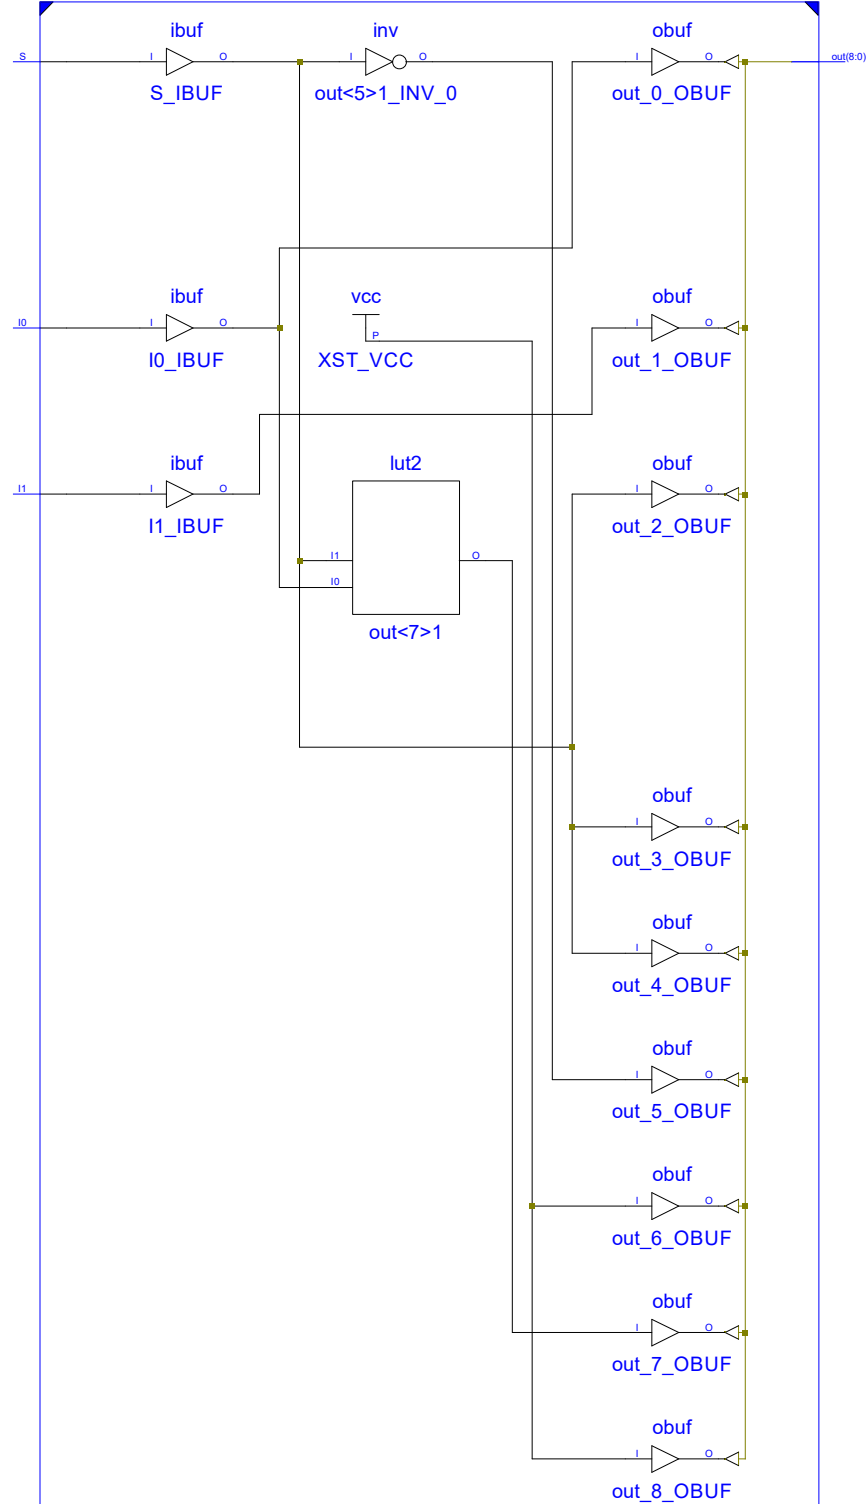 ibuf inv obuf
S I O I O I O out(8:0)
S_IBUF out<5>1_INV_0 out_0_OBUF
ibuf vcc obuf
I0 I O P I O
I0_IBUF XST_VCC out_1_OBUF
ibuf lut2 obuf
I1 I O I O
I1_IBUF out_2_OBUF
I1 O
I0
out<7>1
obuf
I O
out_3_OBUF
obuf
I O
out_4_OBUF
obuf
I O
out_5_OBUF
obuf
I O
out_6_OBUF
obuf
I O
out_7_OBUF
obuf
I O
out_8_OBUF